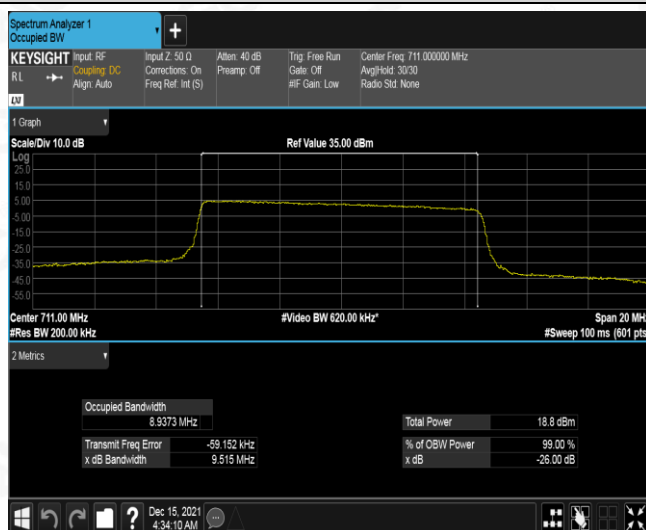 Spectrum Analyzer 1
Occupied BW
KEYSIGHT
R L
LXI
Input: RF
Coupling: DC
Align: Auto
Input Z: 50 Ω
Corrections: On
Freq Ref: Int (S)
Atten: 40 dB
Preamp: Off
Trig: Free Run
Gate: Off
#IF Gain: Low
Center Freq: 711.000000 MHz
Avg|Hold: 30/30
Radio Std: None
1 Graph
Scale/Div 10.0 dB
Ref Value 35.00 dBm
Log
25.0
15.0
5.00
-5.00
-15.0
-25.0
-35.0
-45.0
-55.0
Center 711.00 MHz
#Video BW 620.00 kHz*
Span 20 MHz
#Res BW 200.00 kHz
#Sweep 100 ms (601 pts
2 Metrics
Occupied Bandwidth
8.9373 MHz
Total Power 18.8 dBm
Transmit Freq Error -59.152 kHz
% of OBW Power 99.00 %
x dB Bandwidth 9.515 MHz
x dB -26.00 dB
?
Dec 15, 2021
4:34:10 AM